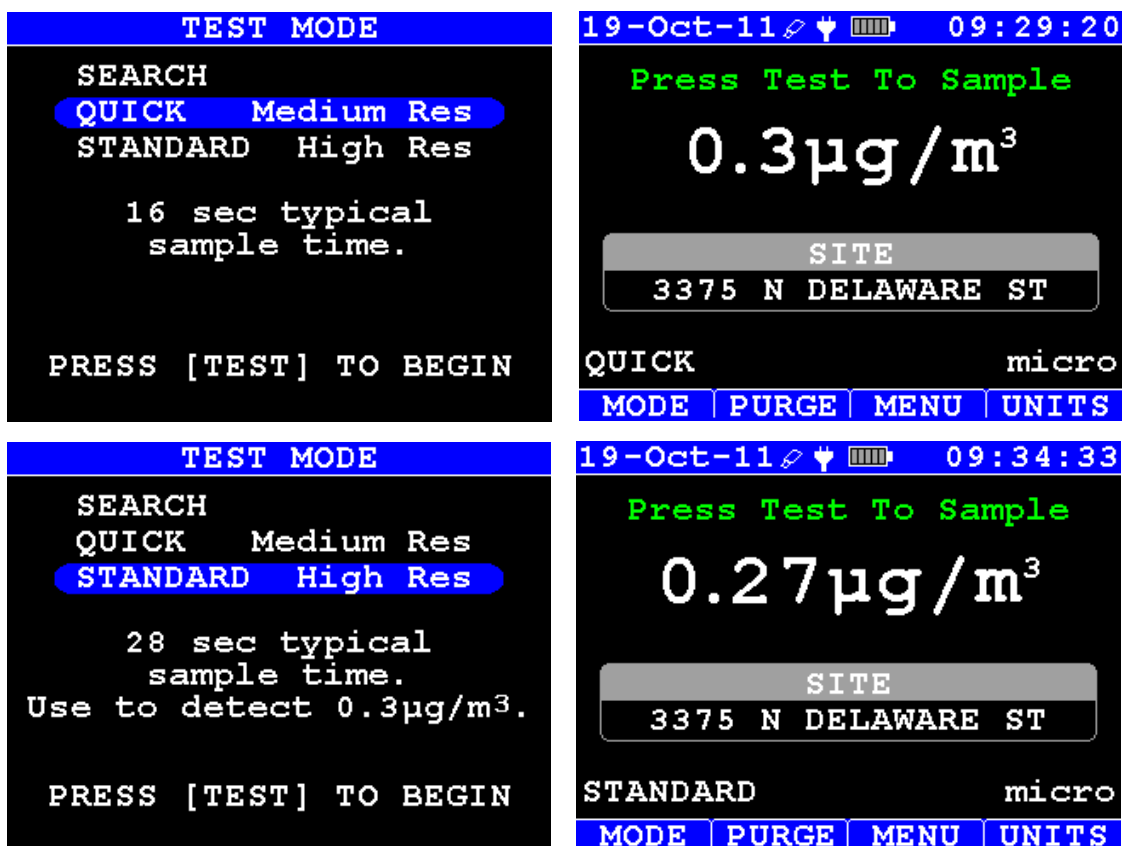 TEST MODE
SEARCH
QUICK Medium Res
STANDARD High Res
16 sec typical
sample time.
PRESS [TEST] TO BEGIN
19-Oct-11 09:29:20
Press Test To Sample
0.3µg/m³
SITE
3375 N DELAWARE ST
QUICK micro
MODE PURGE MENU UNITS
TEST MODE
SEARCH
QUICK Medium Res
STANDARD High Res
28 sec typical
sample time.
Use to detect 0.3µg/m³.
PRESS [TEST] TO BEGIN
19-Oct-11 09:34:33
Press Test To Sample
0.27µg/m³
SITE
3375 N DELAWARE ST
STANDARD micro
MODE PURGE MENU UNITS